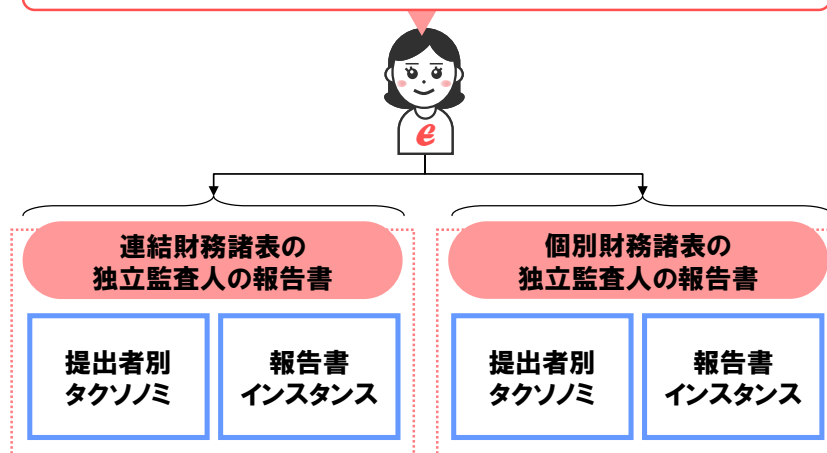 e
連結財務諸表の
独立監査人の報告書
個別財務諸表の
独立監査人の報告書
提出者別
タクソノミ
報告書
インスタンス
提出者別
タクソノミ
報告書
インスタンス